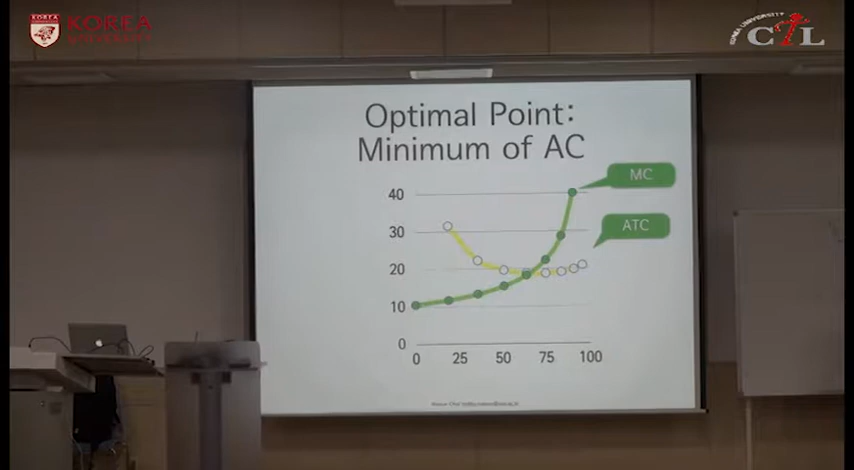 KOREA
UNIVERSITY
CTL
Optimal Point:
Minimum of AC
MC
ATC
40
30
20
10
0
0 25 50 75 100